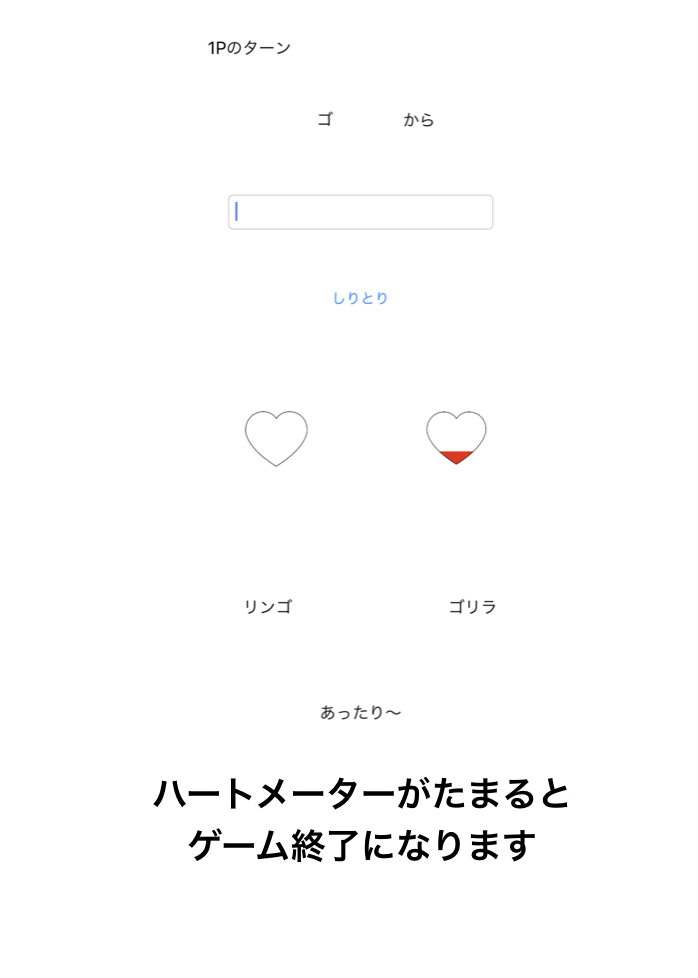 1Pのターン
ゴ から
しりとり
リンゴ ゴリラ
あったり〜
ハートメーターがたまると
ゲーム終了になります